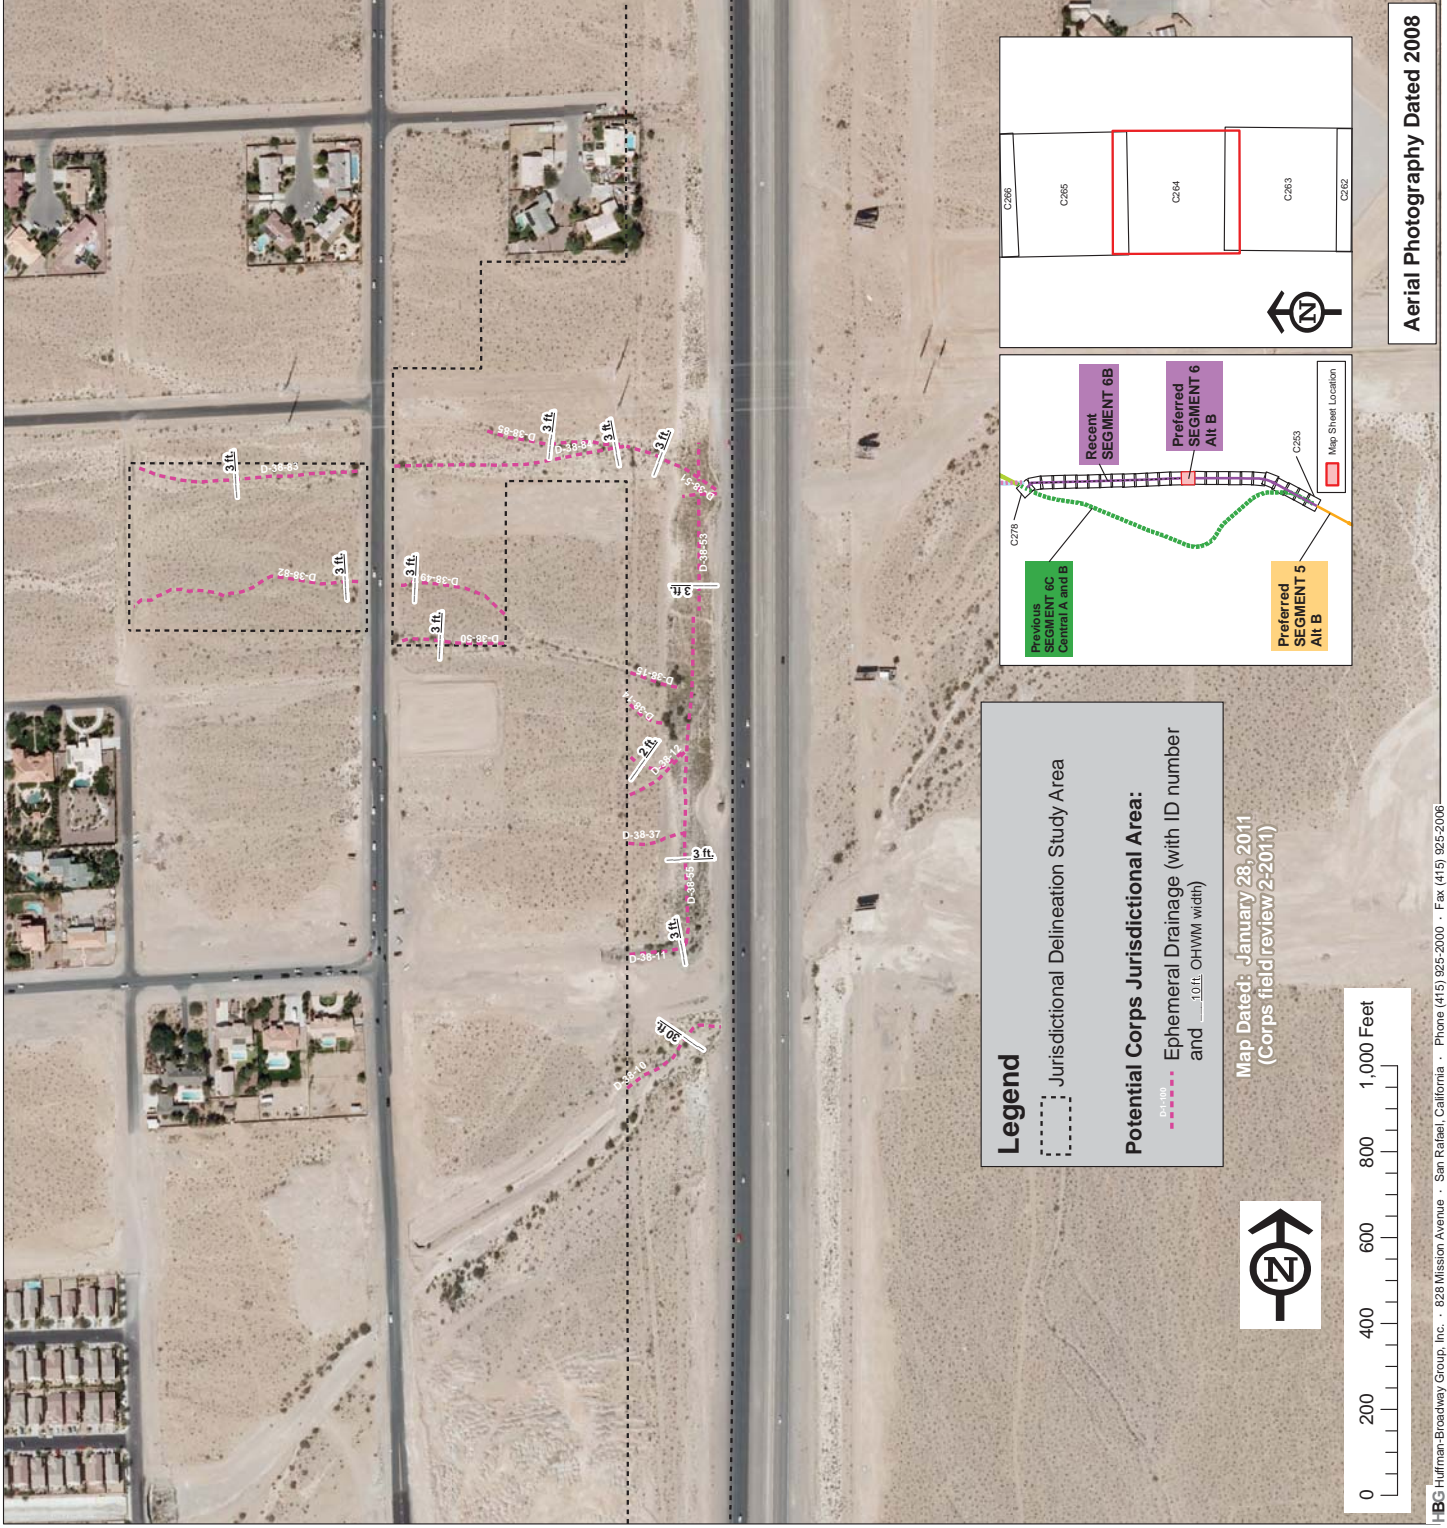 D-38-83
3 ft.
D-38-82
3 ft.
D-38-85
3 ft.
D-38-84
3 ft.
3 ft.
D-38-51
D-38-49
3 ft.
D-38-50
3 ft.
D-38-53
3 ft.
D-38-15
D-38-14
2 ft.
D-38-12
D-38-37
3 ft.
D-38-55
D-38-11
3 ft.
D-38-10
30 ft.
Legend
Jurisdictional Delineation Study Area
Potential Corps Jurisdictional Area:
D-1-100
Ephemeral Drainage (with ID number
and 10 ft. OHWM width)
Map Dated: January 28, 2011
(Corps field review 2-2011)
N
0 200 400 600 800 1,000 Feet
Previous
SEGMENT 6C
Central A and B
Recent
SEGMENT 6B
Preferred
SEGMENT 6
Alt B
Preferred
SEGMENT 5
Alt B
C278
C253
Map Sheet Location
C266
C265
C264
C263
C262
N
Aerial Photography Dated 2008
HBG Huffman-Broadway Group, Inc. · 828 Mission Avenue · San Rafael, California · Phone (415) 925-2000 · Fax (415) 925-2006